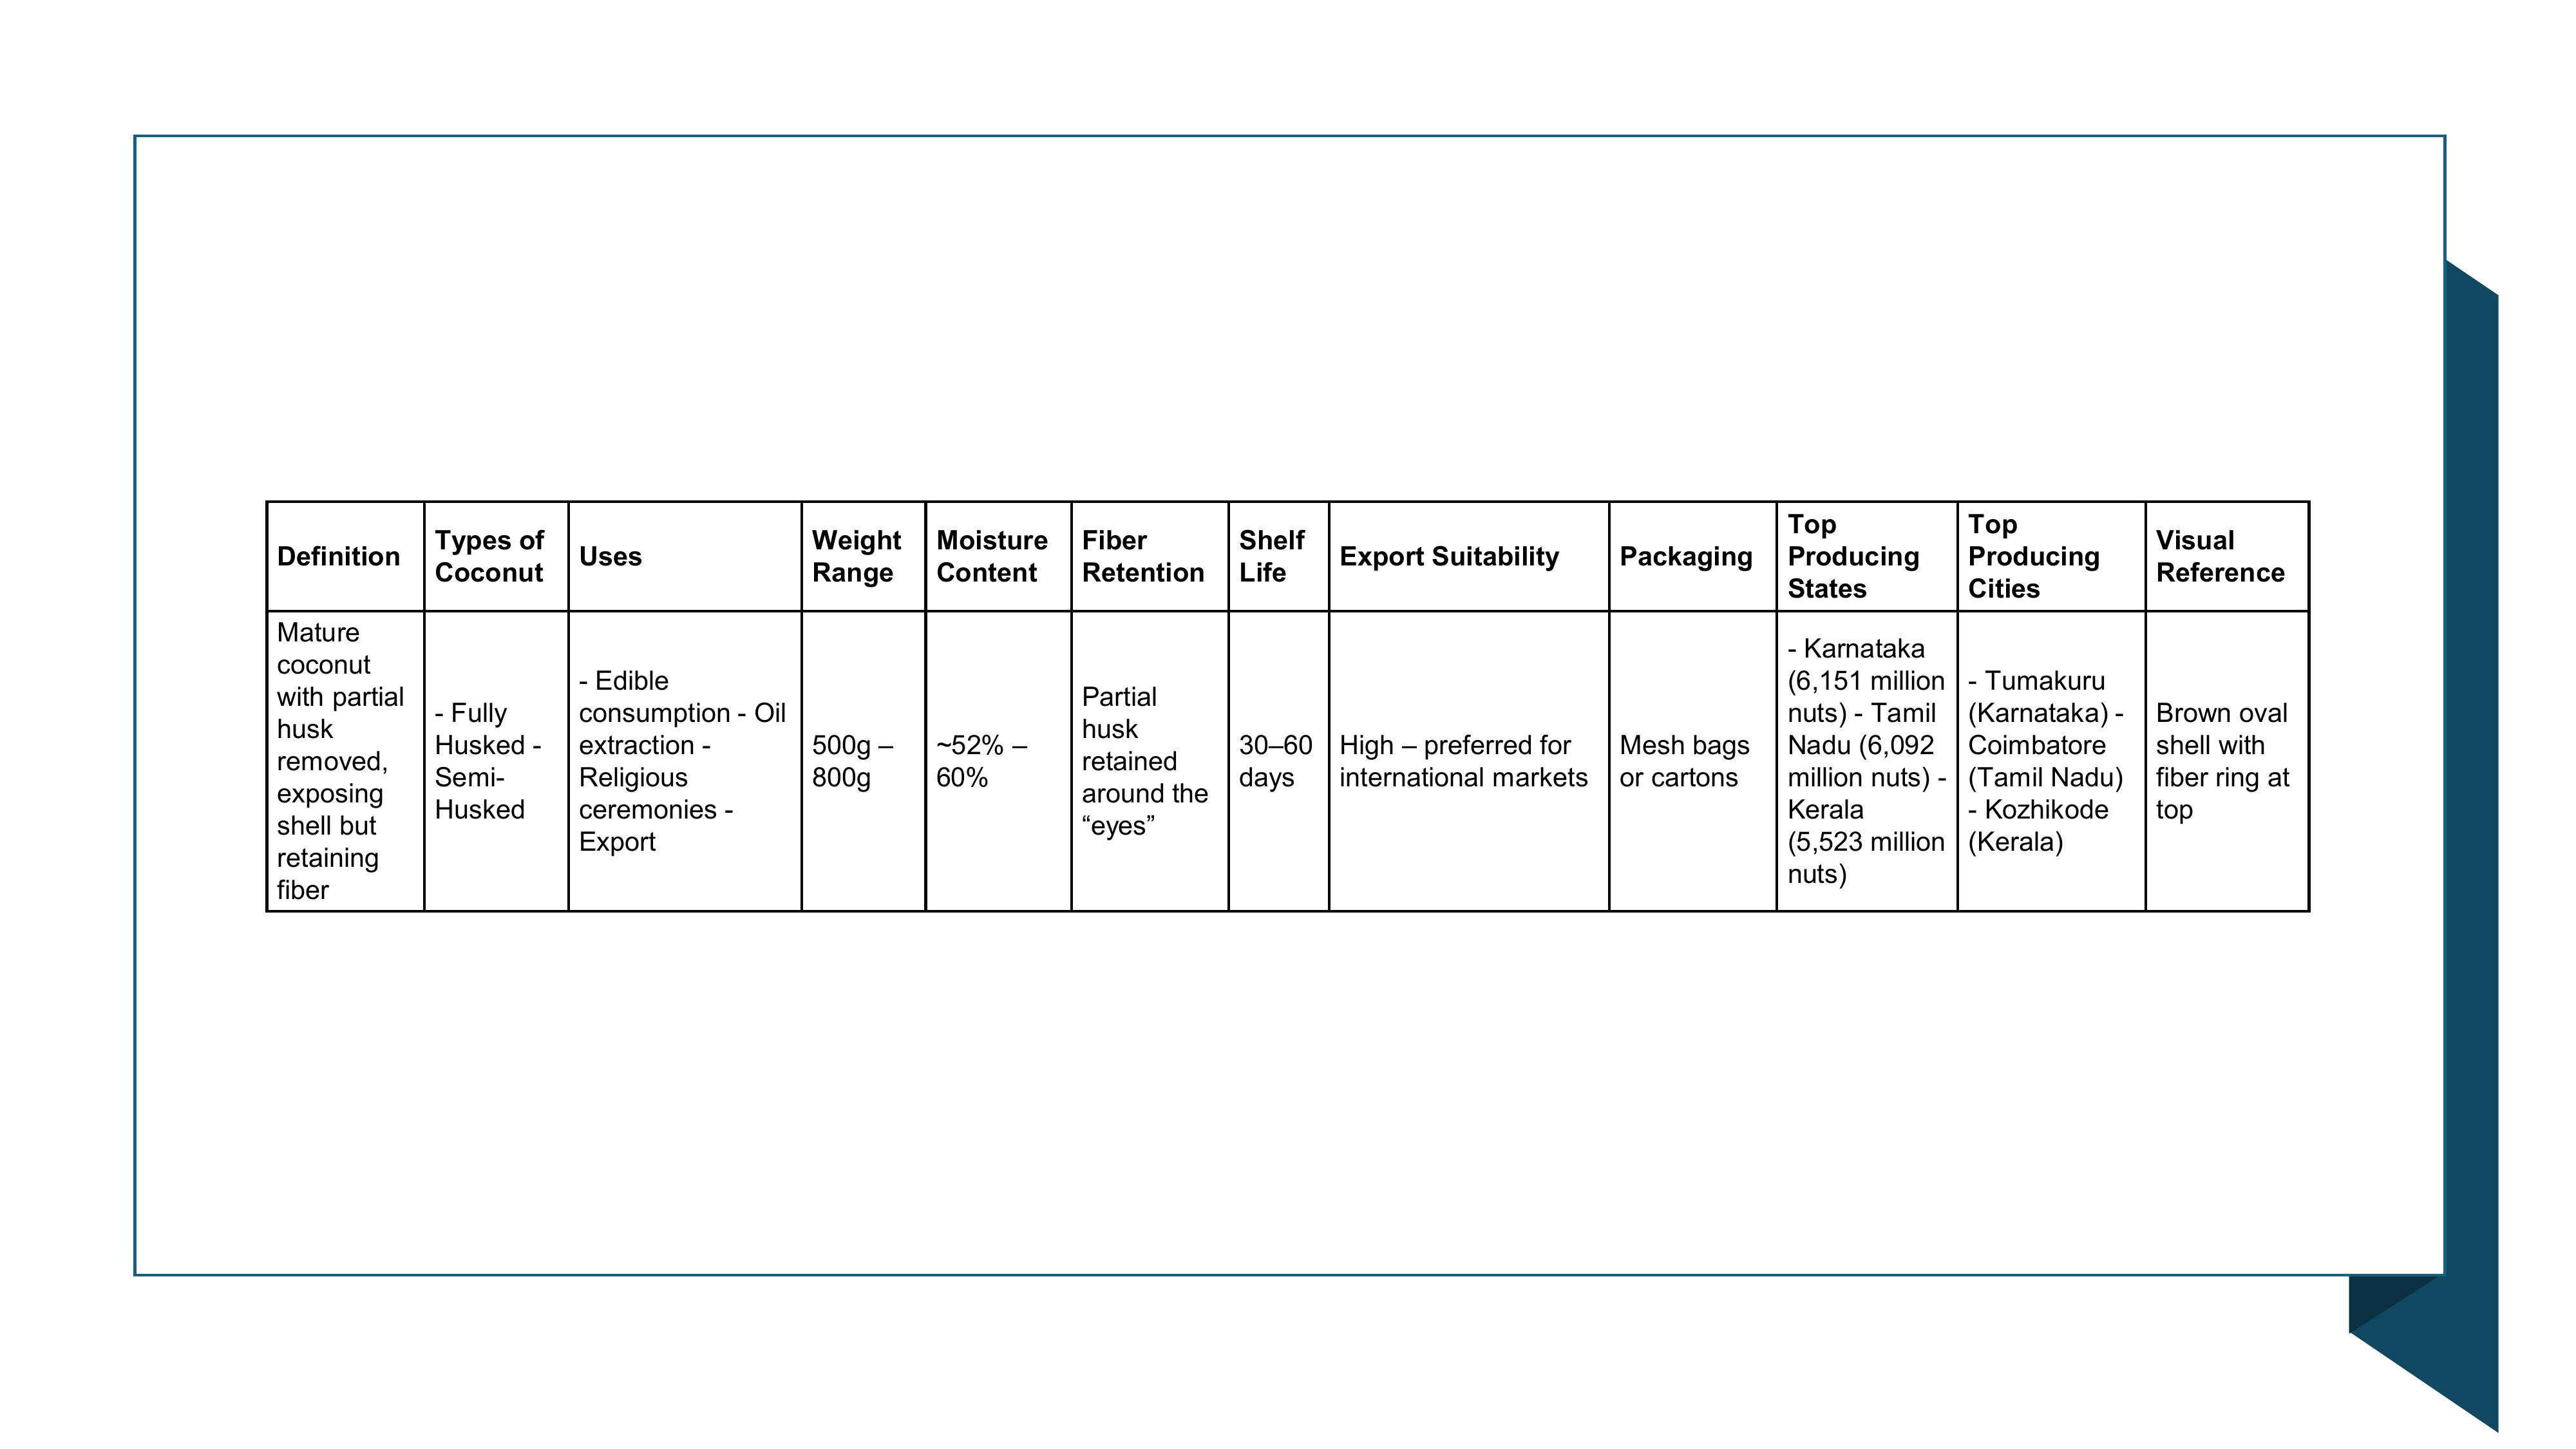 Definition
Types of
Coconut
Uses
Weight
Range
Moisture
Content
Fiber
Retention
Shelf
Life
Export Suitability
Packaging
Top
Producing
States
Top
Producing
Cities
Visual
Reference
Mature
coconut
with partial
husk
removed,
exposing
shell but
retaining
fiber
- Fully
Husked -
Semi-
Husked
- Edible
consumption - Oil
extraction -
Religious
ceremonies -
Export
500g –
800g
~52% –
60%
Partial
husk
retained
around the
“eyes”
30–60
days
High – preferred for
international markets
Mesh bags
or cartons
- Karnataka
(6,151 million
nuts) - Tamil
Nadu (6,092
million nuts) -
Kerala
(5,523 million
nuts)
- Tumakuru
(Karnataka) -
Coimbatore
(Tamil Nadu)
- Kozhikode
(Kerala)
Brown oval
shell with
fiber ring at
top